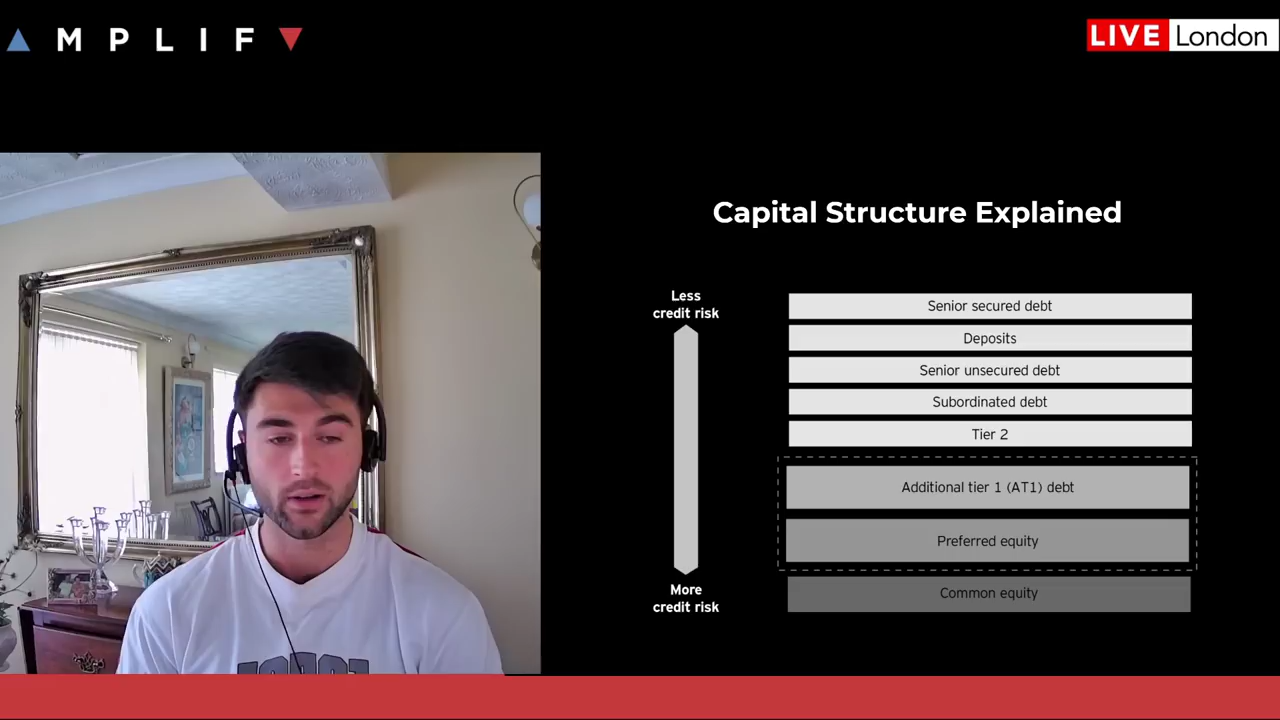 ▲ M P L I F ▼
LIVE London
Capital Structure Explained
Less
credit risk
Senior secured debt
Deposits
Senior unsecured debt
Subordinated debt
Tier 2
Additional tier 1 (AT1) debt
Preferred equity
Common equity
More
credit risk